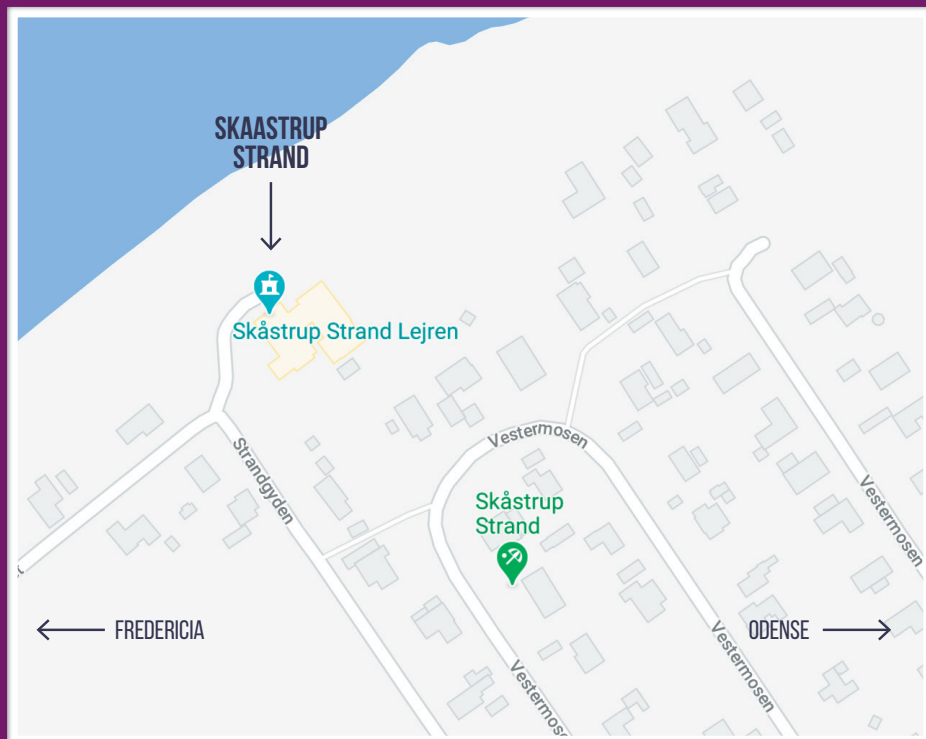 SKAASTRUP
STRAND
Skåstrup Strand Lejren
Strandgyden
Vestermosen
Skåstrup
Strand
Vestermosen
Vestermosen
Vestermosen
FREDERICIA
ODENSE